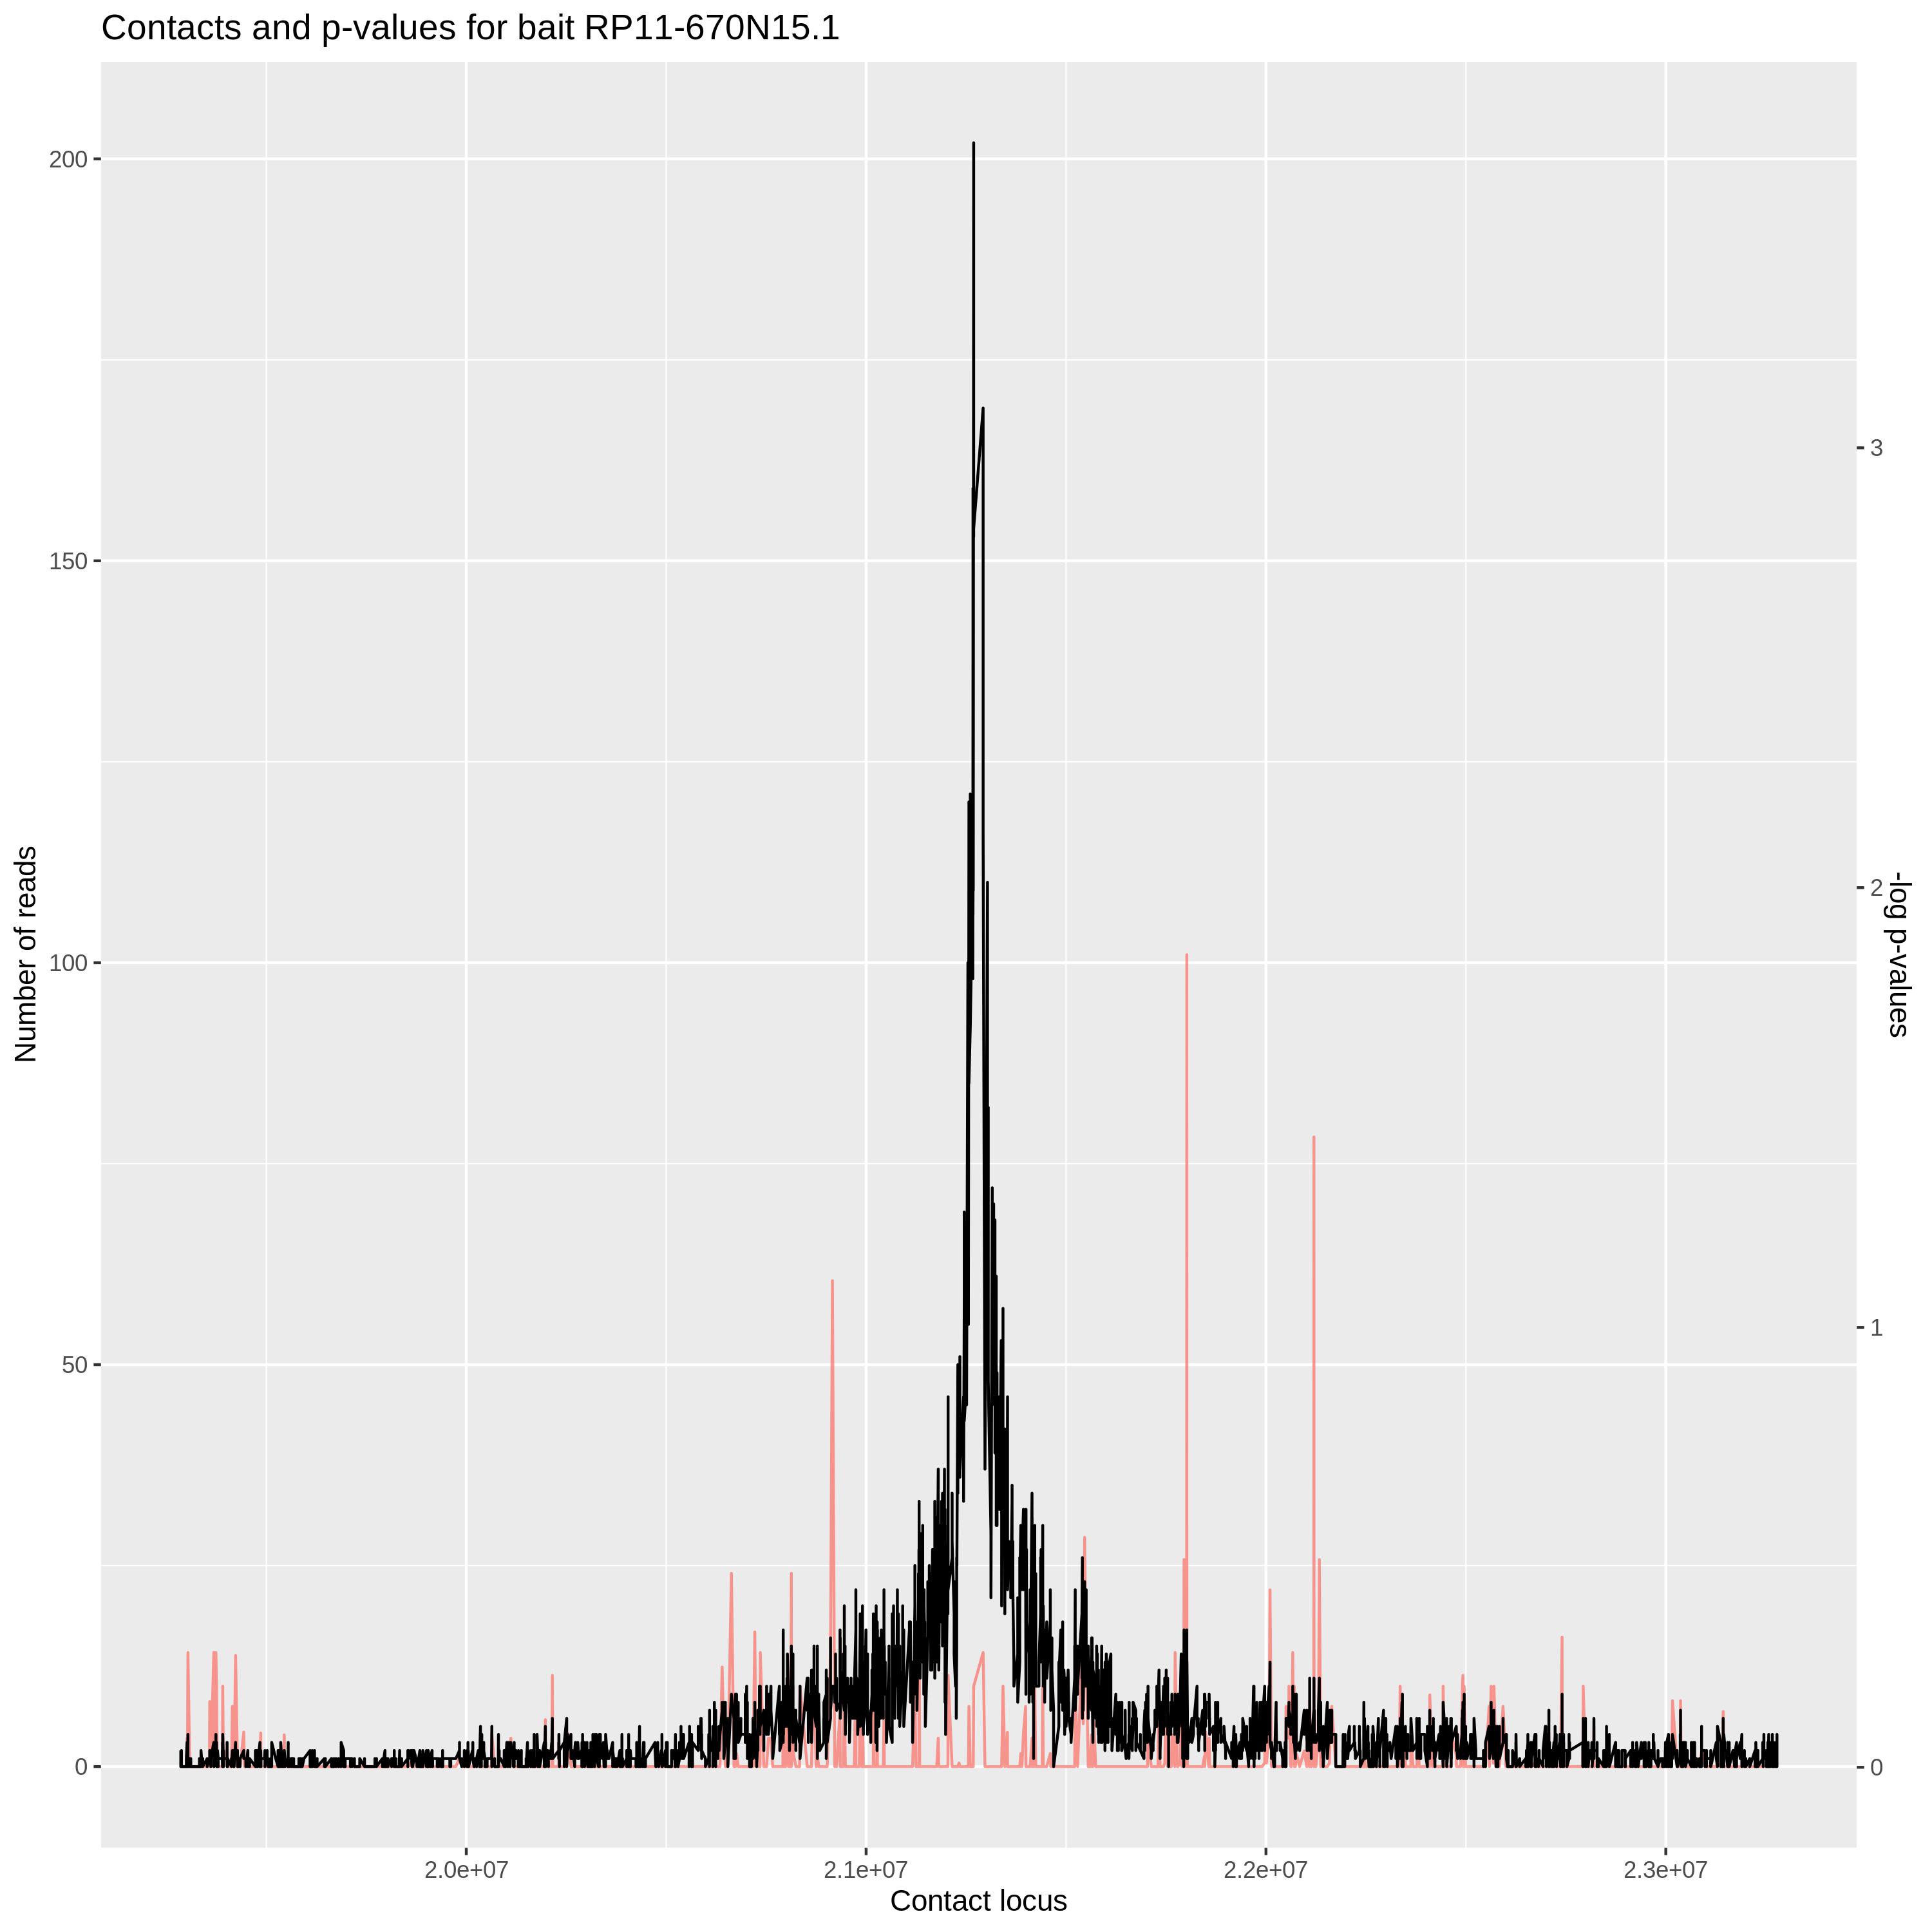 Contacts and p-values for bait RP11-670N15.1
200
150
100
50
0
Number of reads
3
2
1
0
-log p-values
2.0e+07
2.1e+07
2.2e+07
2.3e+07
Contact locus